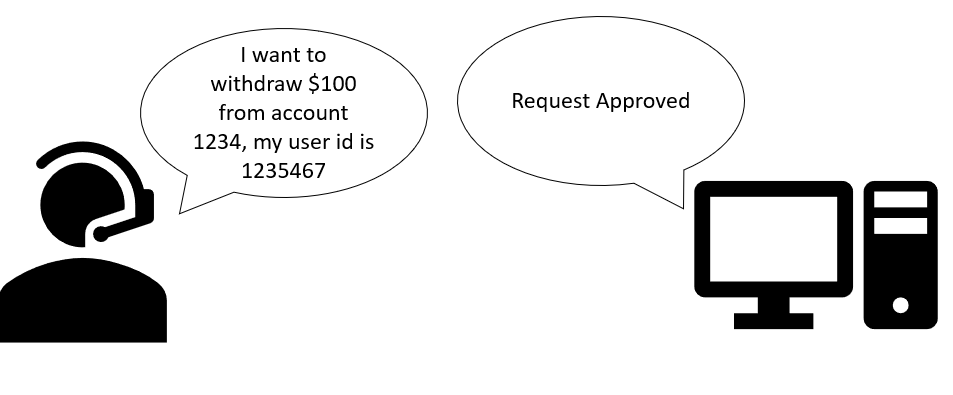 I want to
withdraw $100
from account
1234, my user id is
1235467
Request Approved